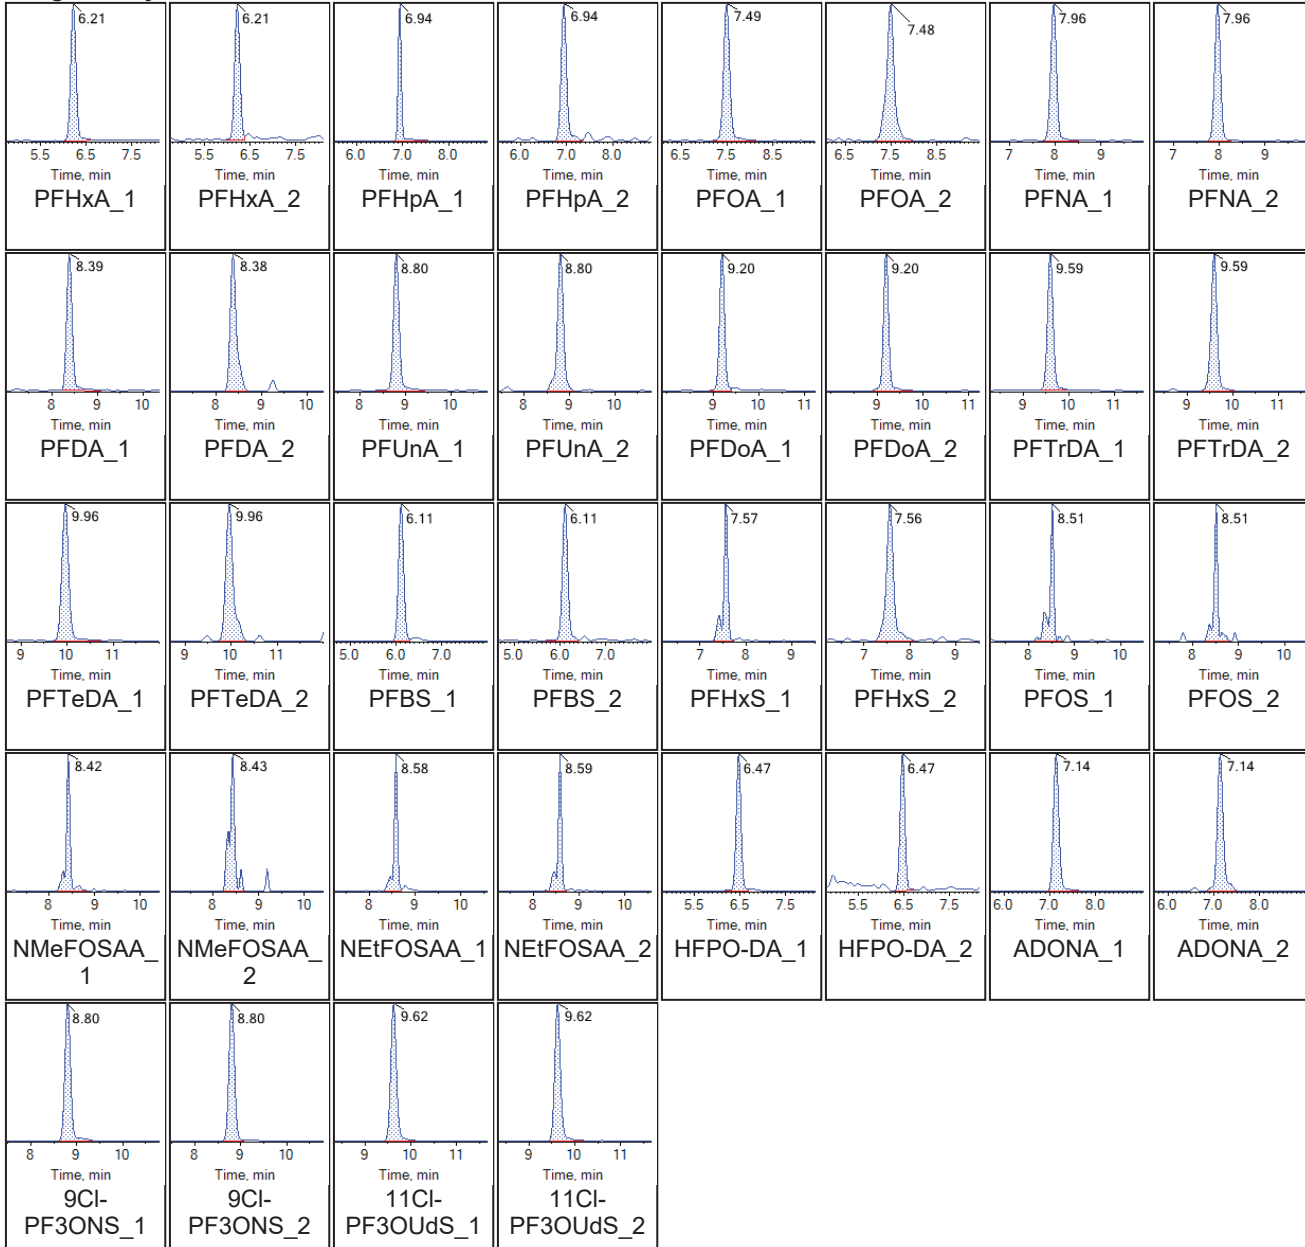 6.21 6.21 6.94 6.94 7.49 7.48 7.96 7.96
5.5 6.5 7.5 5.5 6.5 7.5 6.0 7.0 8.0 6.0 7.0 8.0 6.5 7.5 8.5 6.5 7.5 8.5 7 8 9 7 8 9
Time, min Time, min Time, min Time, min Time, min Time, min Time, min Time, min
PFHxA_1 PFHxA_2 PFHpA_1 PFHpA_2 PFOA_1 PFOA_2 PFNA_1 PFNA_2
8.39 8.38 8.80 8.80 9.20 9.20 9.59 9.59
8 9 10 8 9 10 8 9 10 8 9 10 9 10 11 9 10 11 9 10 11 9 10 11
Time, min Time, min Time, min Time, min Time, min Time, min Time, min Time, min
PFDA_1 PFDA_2 PFUnA_1 PFUnA_2 PFDoA_1 PFDoA_2 PFTrDA_1 PFTrDA_2
9.96 9.96 6.11 6.11 7.57 7.56 8.51 8.51
9 10 11 9 10 11 5.0 6.0 7.0 5.0 6.0 7.0 7 8 9 7 8 9 8 9 10 8 9 10
Time, min Time, min Time, min Time, min Time, min Time, min Time, min Time, min
PFTeDA_1 PFTeDA_2 PFBS_1 PFBS_2 PFHxS_1 PFHxS_2 PFOS_1 PFOS_2
8.42 8.43 8.58 8.59 6.47 6.47 7.14 7.14
8 9 10 8 9 10 8 9 10 8 9 10 5.5 6.5 7.5 5.5 6.5 7.5 6.0 7.0 8.0 6.0 7.0 8.0
Time, min Time, min Time, min Time, min Time, min Time, min Time, min Time, min
NMeFOSAA_ NMeFOSAA_ NEtFOSAA_1 NEtFOSAA_2 HFPO-DA_1 HFPO-DA_2 ADONA_1 ADONA_2
1 2
8.80 8.80 9.62 9.62
8 9 10 8 9 10 9 10 11 9 10 11
Time, min Time, min Time, min Time, min
9Cl- 9Cl- 11Cl- 11Cl-
PF3ONS_1 PF3ONS_2 PF3OUdS_1 PF3OUdS_2